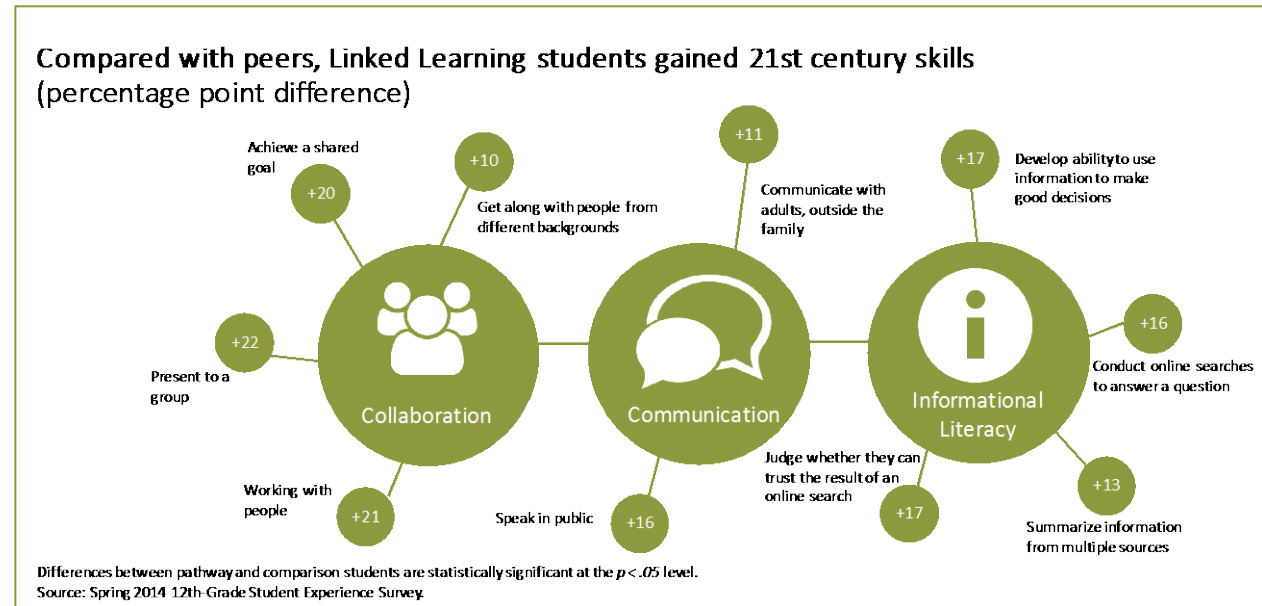 Compared with peers, Linked Learning students gained 21st century skills
(percentage point difference)
Achieve a shared
goal
+20
+10
Get along with people from
different backgrounds
+22
Present to a
group
Working with
people
+21
Collaboration
+11
Communicate with
adults, outside the
family
Communication
Speak in public
+16
+17
Develop ability to use
information to make
good decisions
+16
Conduct online searches
to answer a question
Informational
Literacy
Judge whether they can
trust the result of an
online search
+17
+13
Summarize information
from multiple sources
Differences between pathway and comparison students are statistically significant at the p < .05 level.
Source: Spring 2014 12th-Grade Student Experience Survey.